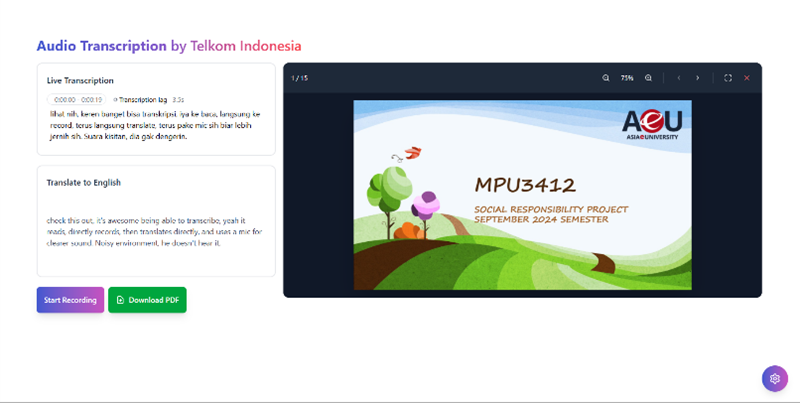 Audio Transcription by Telkom Indonesia
Live Transcription
0:00:00 - 0:00:19
Transcription lag 3.3s
lihat nih, keren banget bisa transkripsi, iya ke baca, langsung ke
record, terus langsung translate, terus pake mic sih biar lebih
jernih sih. Suara kisitan, dia gak dengerin.
Translate to English
check this out, it's awesome being able to transcribe, yeah it
reads, directly records, then translates directly, and uses a mic for
clearer sound. Noisy environment, he doesn't hear it.
Start Recording
Download PDF
1 / 15
75%
AeU
ASIA e UNIVERSITY
MPU3412
SOCIAL RESPONSIBILITY PROJECT
SEPTEMBER 2024 SEMESTER